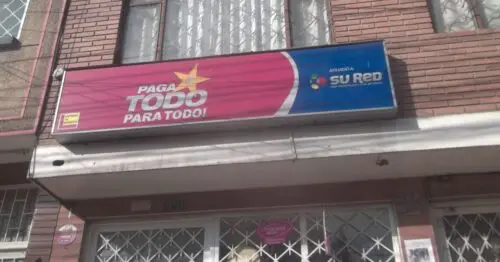 PAGA
TODO
PARA TODO!
SU RED